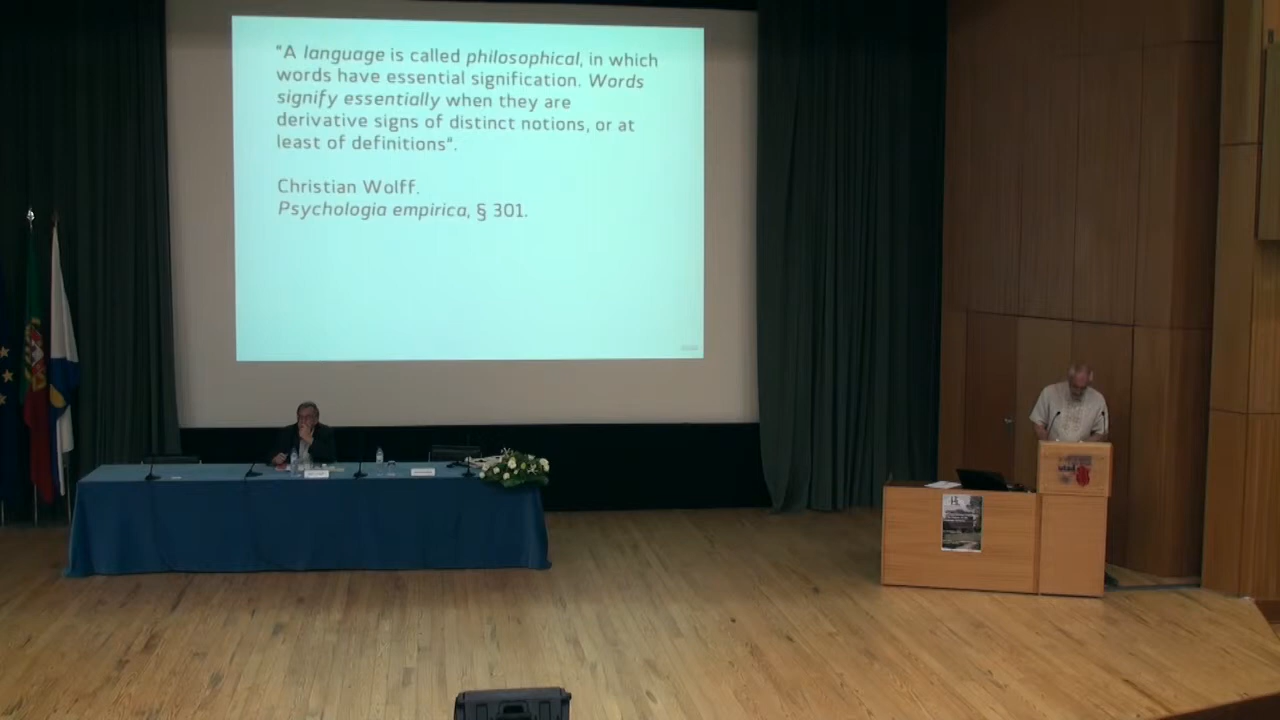 "A language is called philosophical, in which
words have essential signification. Words
signify essentially when they are
derivative signs of distinct notions, or at
least of definitions".
Christian Wolff.
Psychologia empirica, § 301.
utad